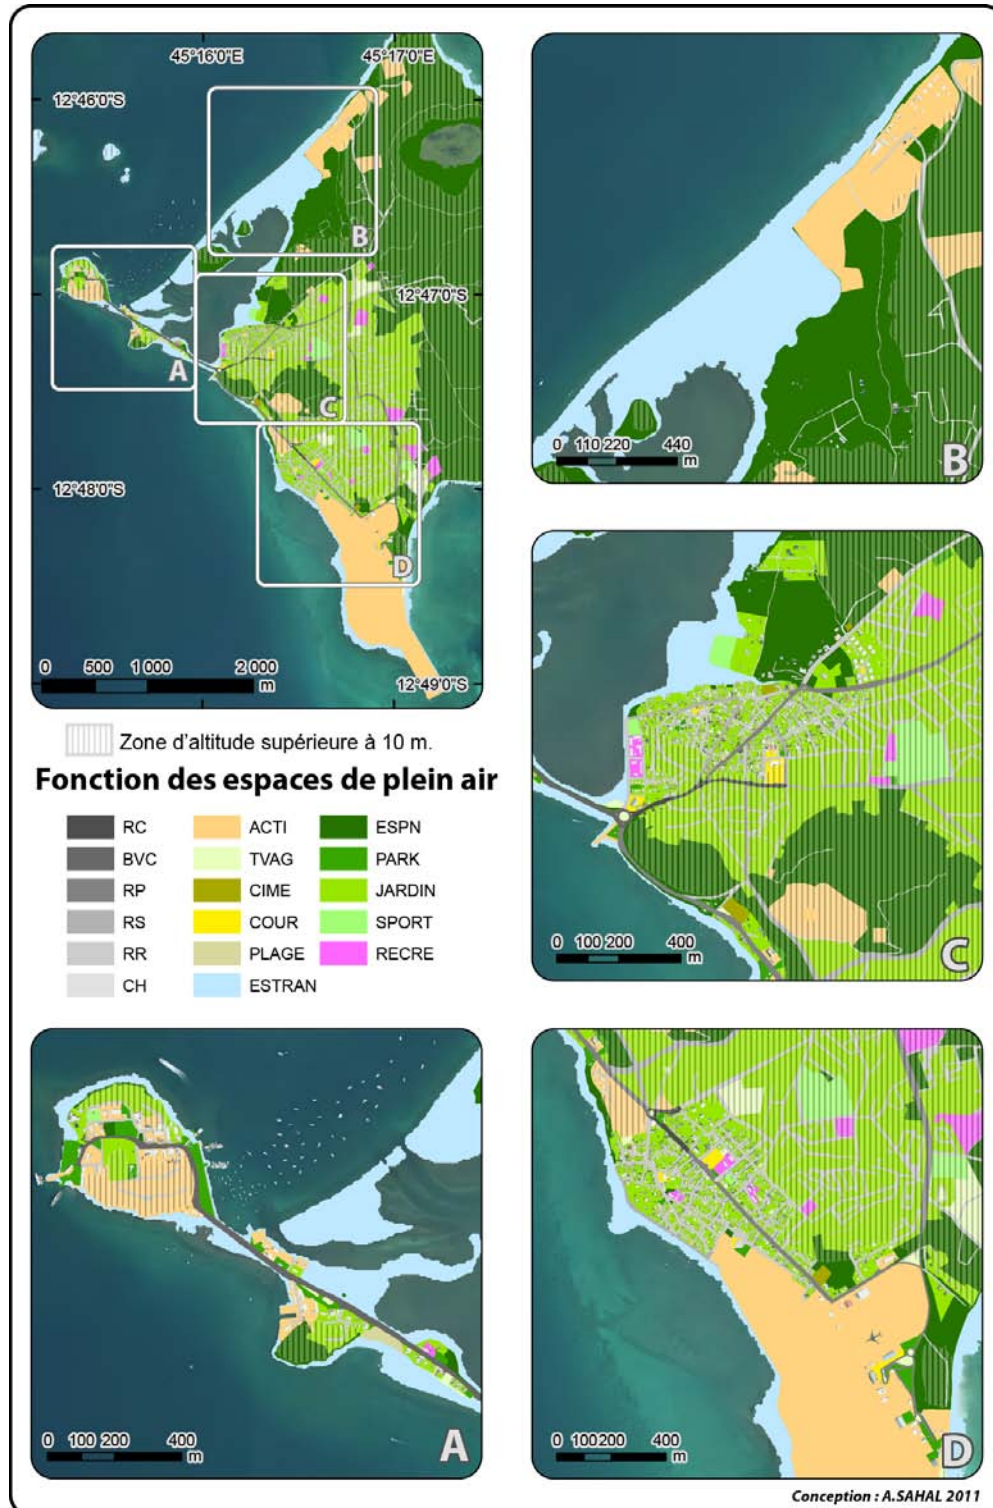 45°16'0"E
45°17'0"E
12°46'0"S
B
12°47'0"S
A
C
12°48'0"S
D
0 500 1 000 2 000
m
12°49'0"S
0 110 220 440
m
B
Zone d'altitude supérieure à 10 m.
Fonction des espaces de plein air
RC
BVC
RP
RS
RR
CH
ACTI
TVAG
CIME
COUR
PLAGE
ESTRAN
ESPN
PARK
JARDIN
SPORT
RECRE
0 100 200 400
m
C
0 100 200 400
m
A
0 100200 400
m
D
Conception : A.SAHAL 2011